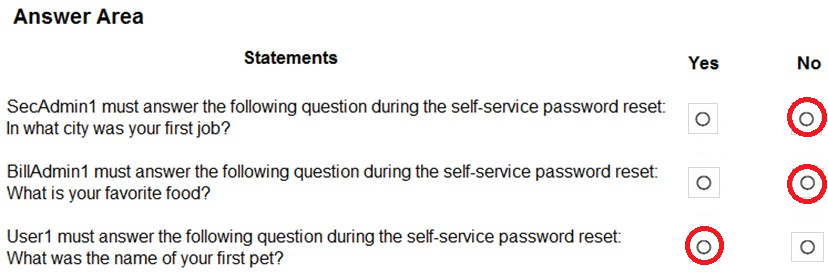 Answer Area
Statements
Yes
No
SecAdmin1 must answer the following question during the self-service password reset:
In what city was your first job?
BillAdmin1 must answer the following question during the self-service password reset:
What is your favorite food?
User1 must answer the following question during the self-service password reset:
What was the name of your first pet?